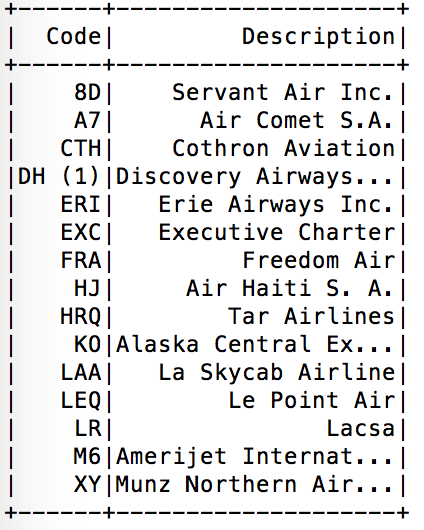 +------+--------------------+
|  Code|         Description|
+------+--------------------+
|    8D|    Servant Air Inc.|
|    A7|      Air Comet S.A.|
|   CTH|    Cothron Aviation|
|DH (1)|Discovery Airways...|
|   ERI|   Erie Airways Inc.|
|   EXC|   Executive Charter|
|   FRA|         Freedom Air|
|    HJ|     Air Haiti S. A.|
|   HRQ|        Tar Airlines|
|    KO|Alaska Central Ex...|
|   LAA|   La Skycab Airline|
|   LEQ|        Le Point Air|
|    LR|               Lacsa|
|    M6|Amerijet Internat...|
|    XY|Munz Northern Air...|
+------+--------------------+